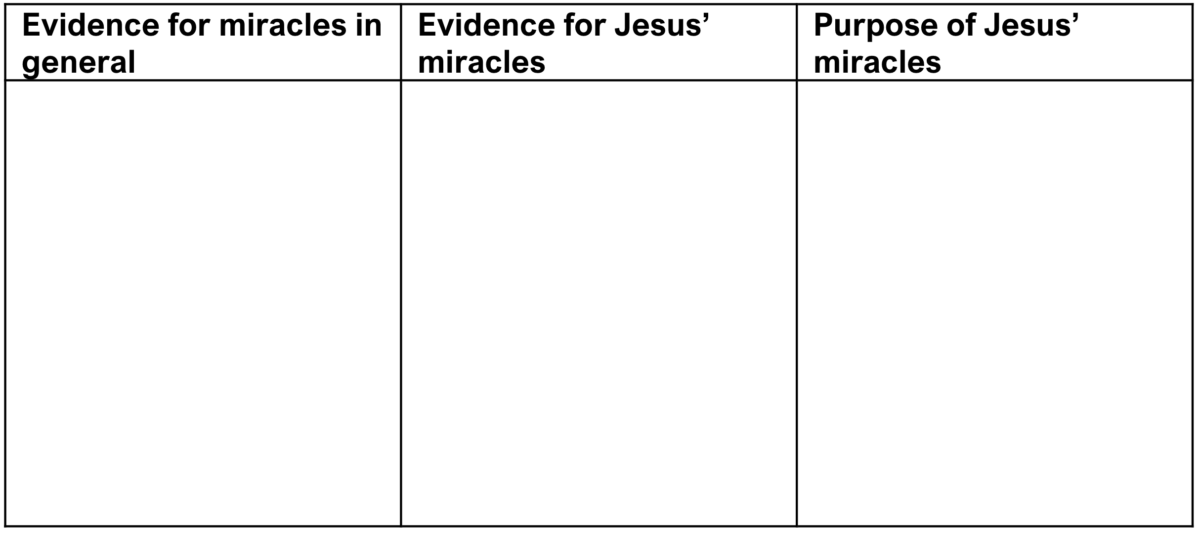 Evidence for miracles in
general
Evidence for Jesus’
miracles
Purpose of Jesus’
miracles